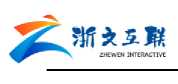 浙文互联
ZHEWEN INTERACTIVE